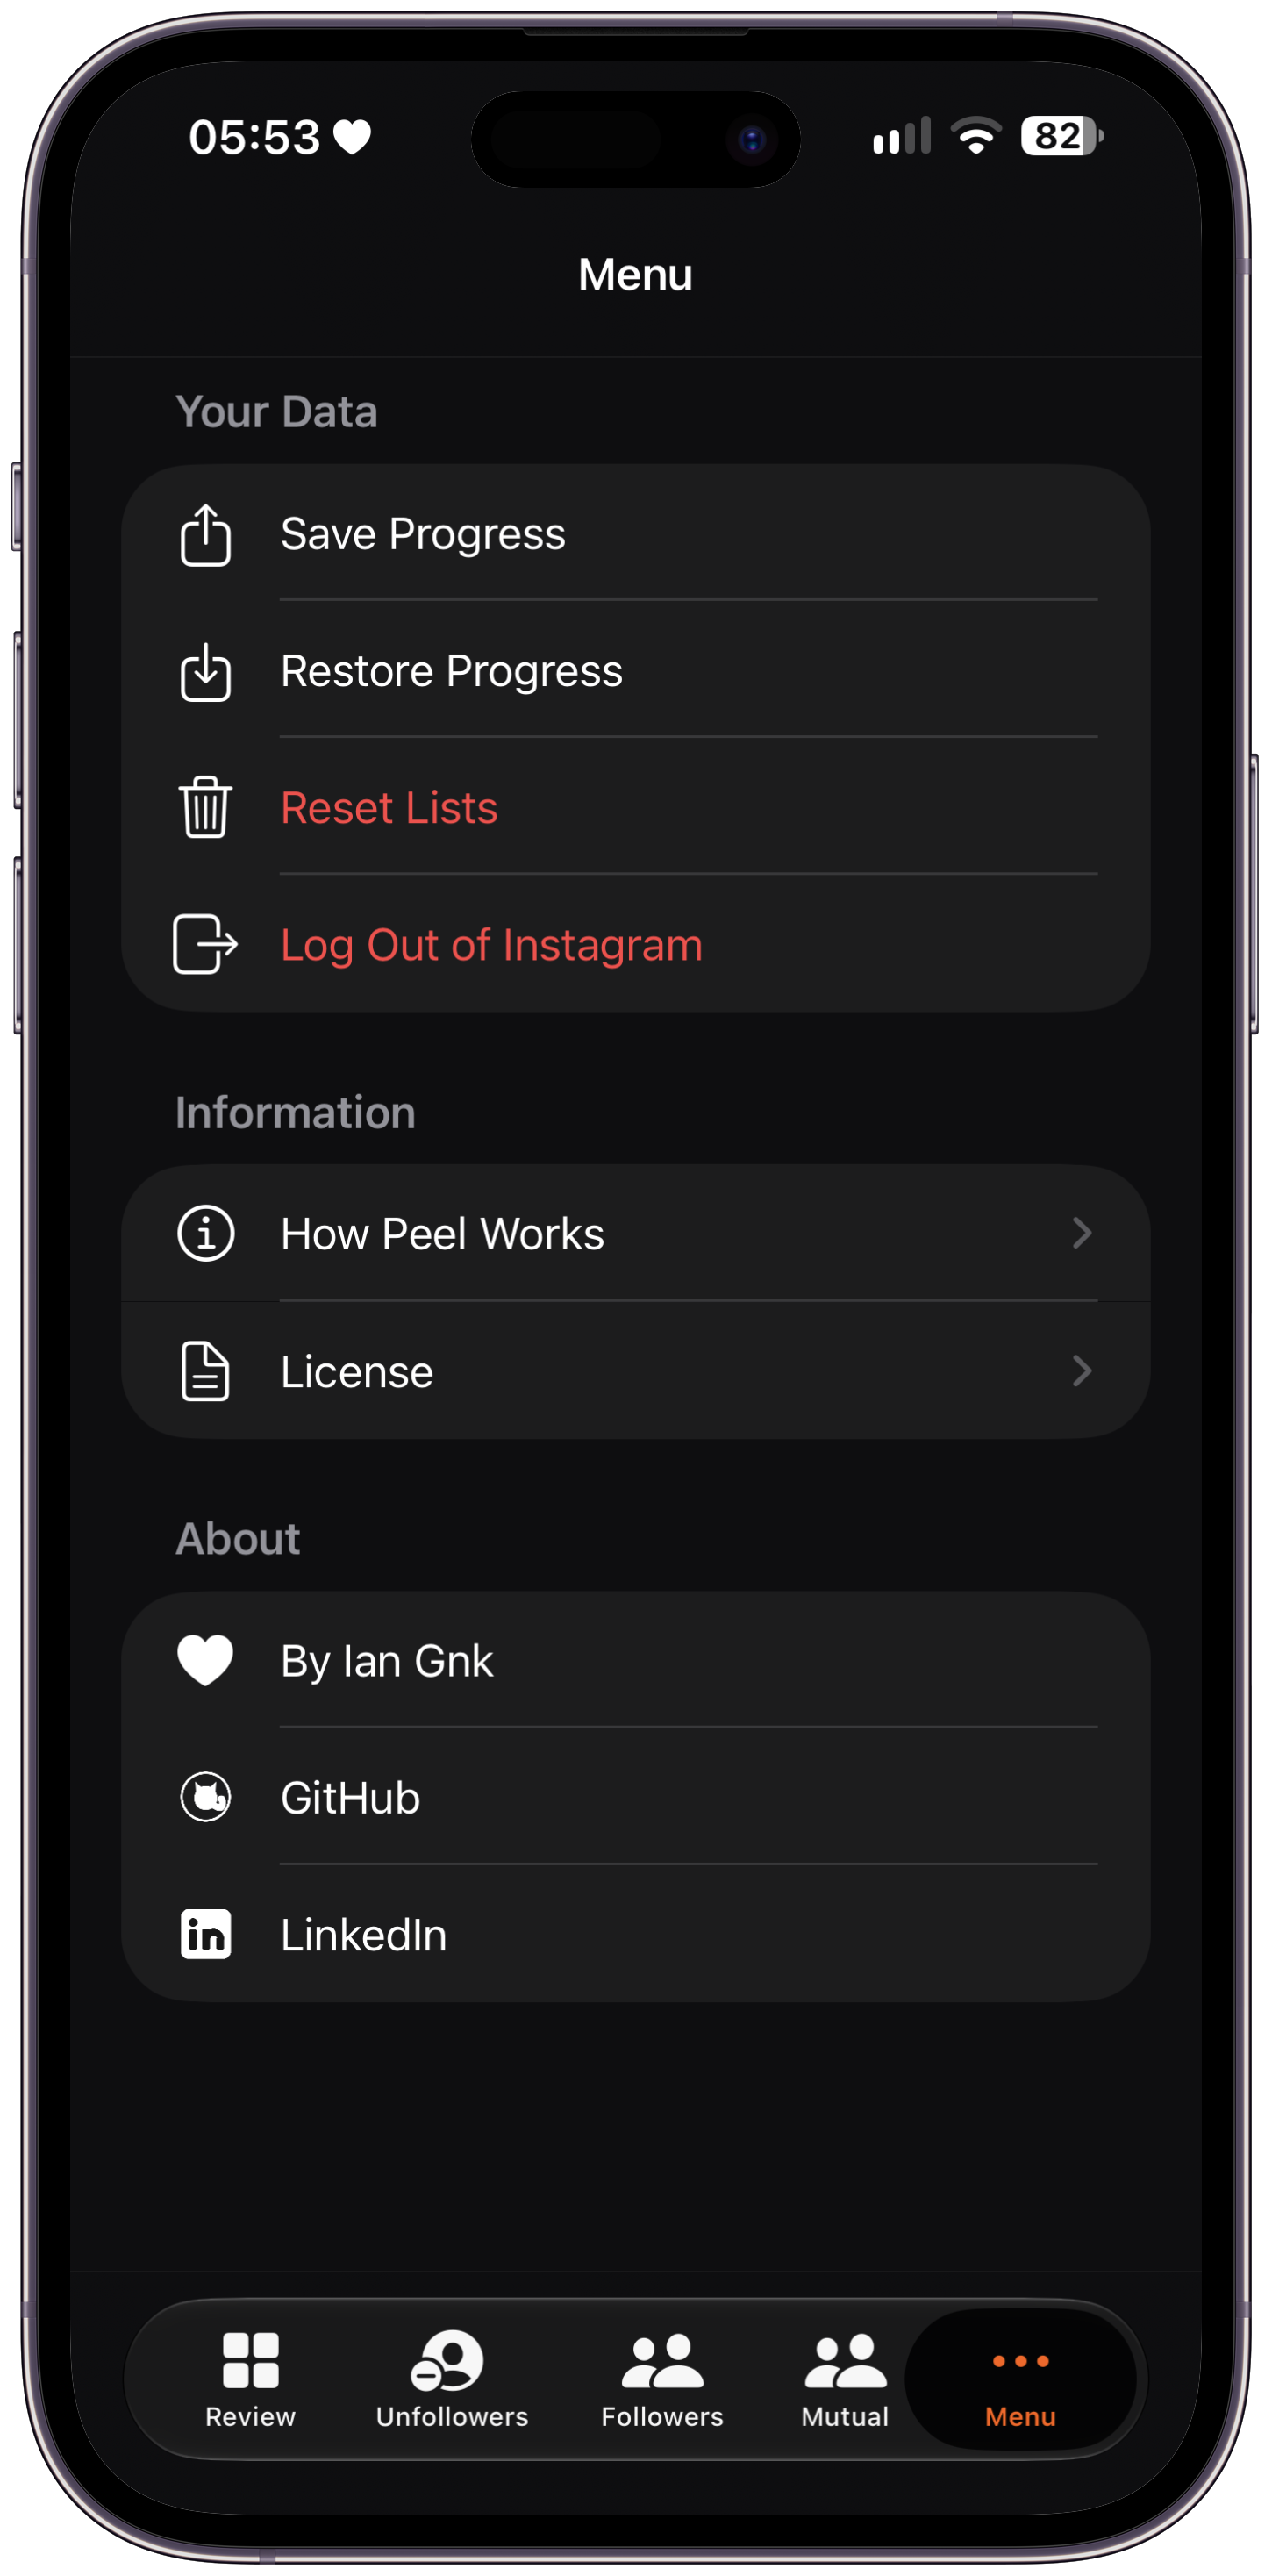 05:53
82
Menu
Your Data
Save Progress
Restore Progress
Reset Lists
Log Out of Instagram
Information
How Peel Works
License
About
By Ian Gnk
GitHub
in LinkedIn
Review Unfollowers Followers Mutual Menu